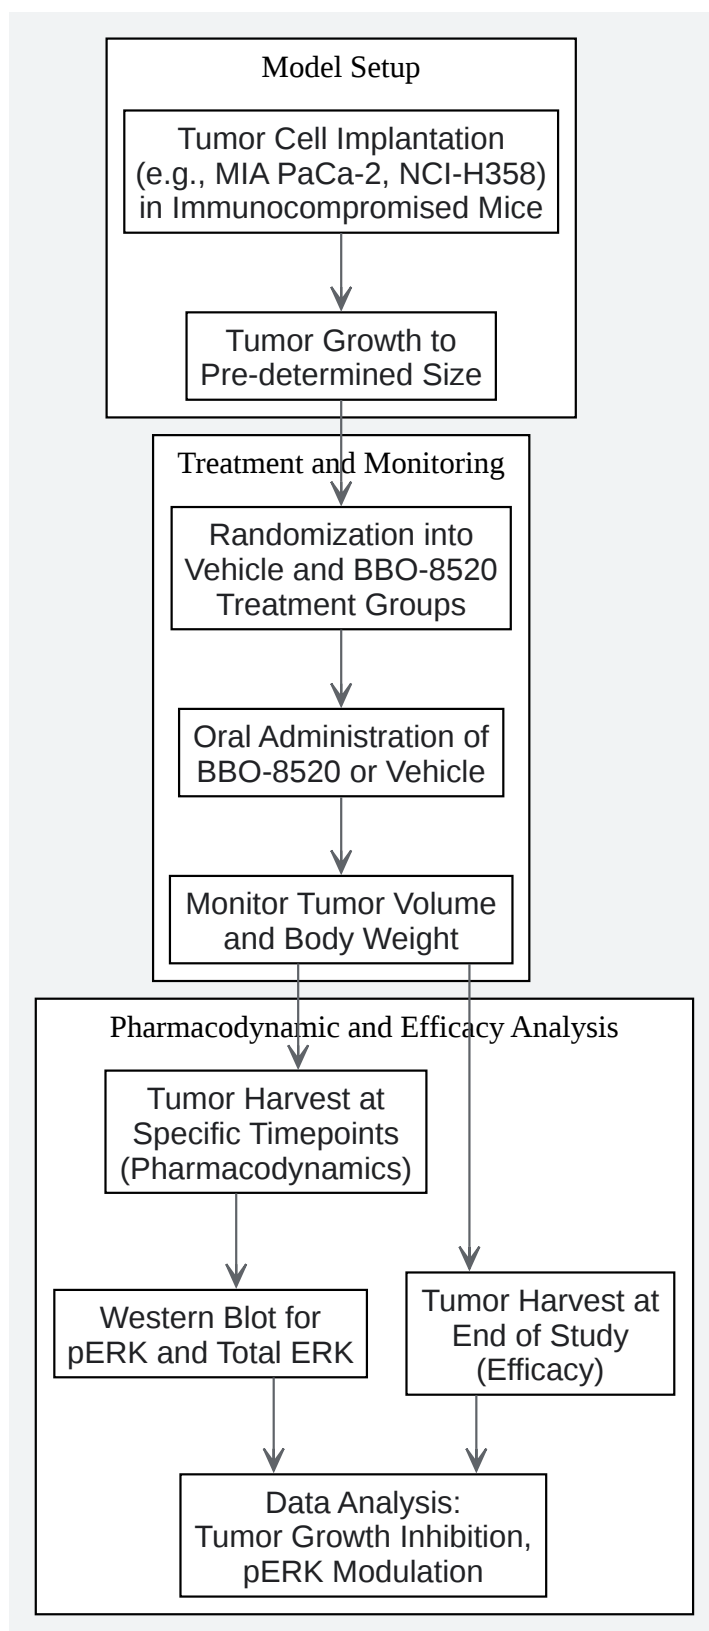 Model Setup
Tumor Cell Implantation
(e.g., MIA PaCa-2, NCI-H358)
in Immunocompromised Mice
Tumor Growth to
Pre-determined Size
Treatment and Monitoring
Randomization into
Vehicle and BBO-8520
Treatment Groups
Oral Administration of
BBO-8520 or Vehicle
Monitor Tumor Volume
and Body Weight
Pharmacodynamic and Efficacy Analysis
Tumor Harvest at
Specific Timepoints
(Pharmacodynamics)
Western Blot for
pERK and Total ERK
Tumor Harvest at
End of Study
(Efficacy)
Data Analysis:
Tumor Growth Inhibition,
pERK Modulation